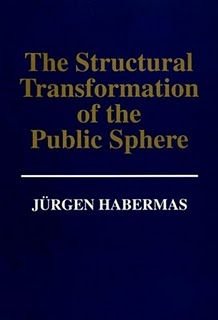 The Structural
Transformation
of the
Public Sphere
JÜRGEN HABERMAS